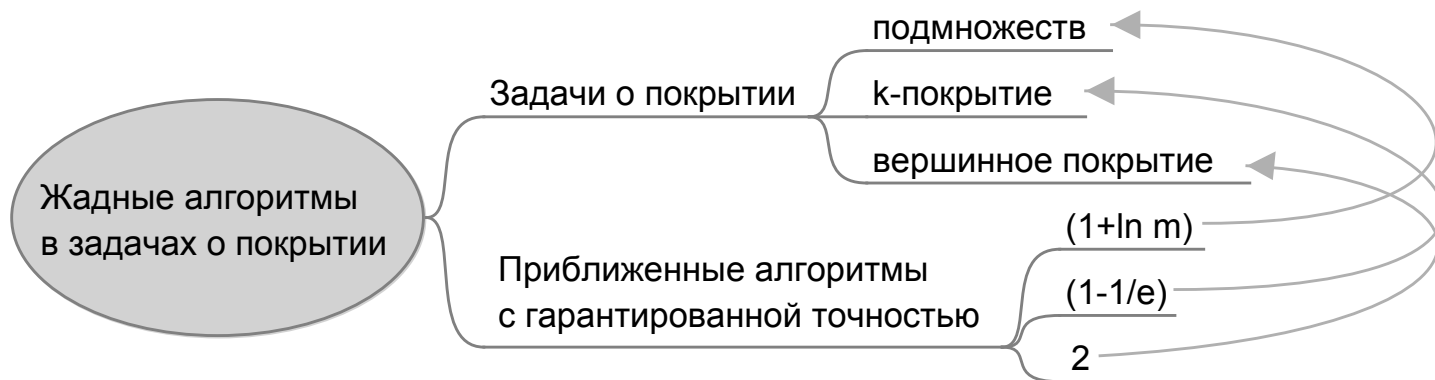 Жадные алгоритмы
в задачах о покрытии
Задачи о покрытии
подмножеств
k-покрытие
вершинное покрытие
Приближенные алгоритмы
с гарантированной точностью
(1+ln m)
(1-1/e)
2